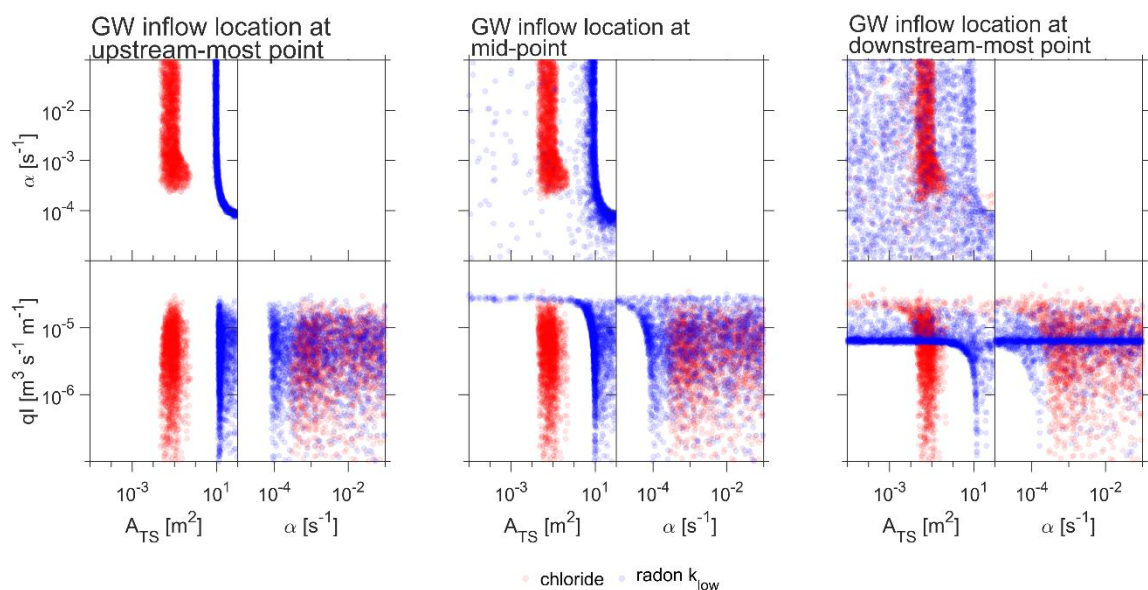 GW inflow location at
upstream-most point
GW inflow location at
mid-point
GW inflow location at
downstream-most point
10⁻²
10⁻³
10⁻⁴
α [s⁻¹]
10⁻⁵
10⁻⁶
ql [m³ s⁻¹ m⁻¹]
10⁻³ 10¹ 10⁻⁴ 10⁻² 10⁻³ 10¹ 10⁻⁴ 10⁻² 10⁻³ 10¹ 10⁻⁴ 10⁻²
A_TS [m²] α [s⁻¹] A_TS [m²] α [s⁻¹] A_TS [m²] α [s⁻¹]
chloride radon k_low